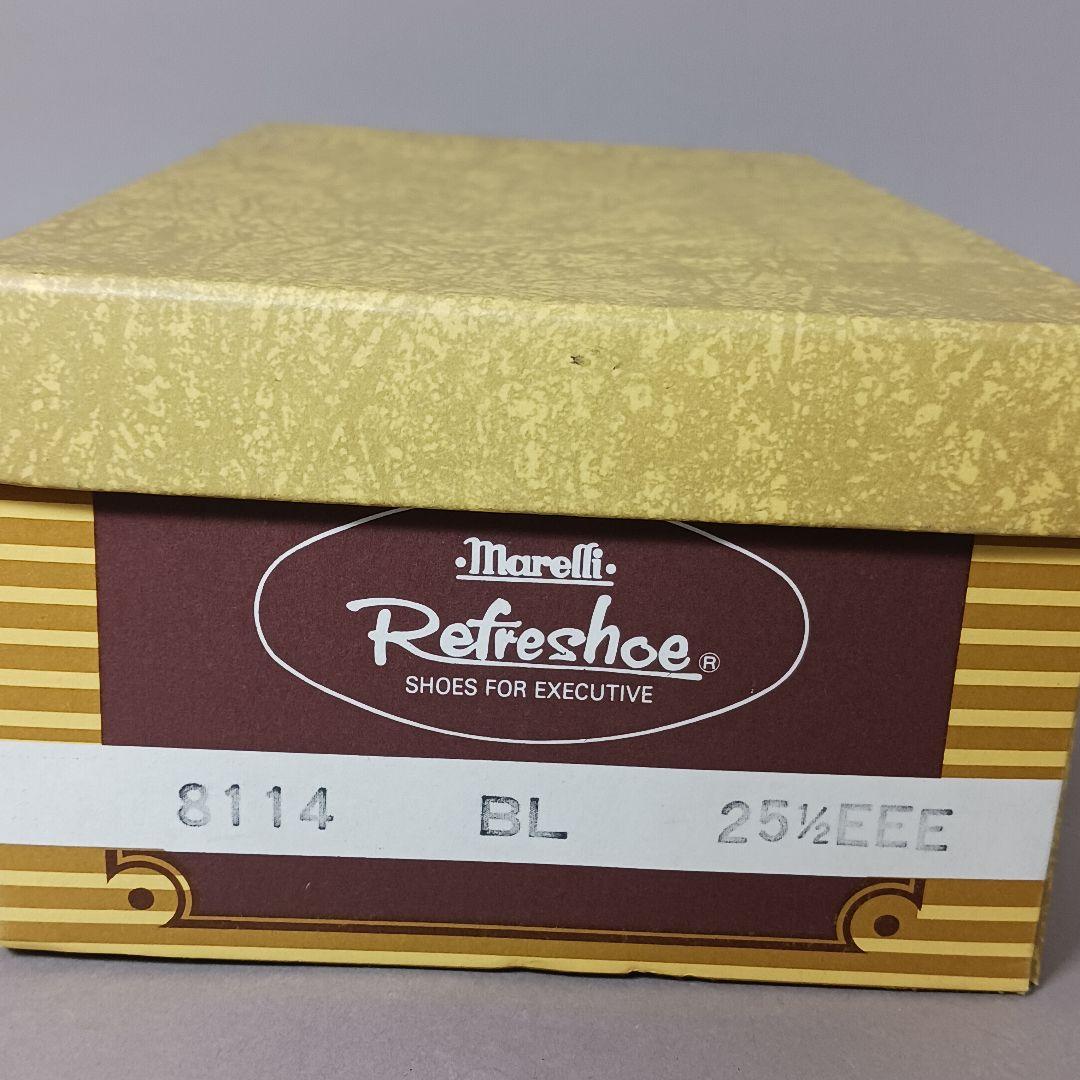 ·Marelli·
Refreshoe®
SHOES FOR EXECUTIVE
8114 BL 25½EEE